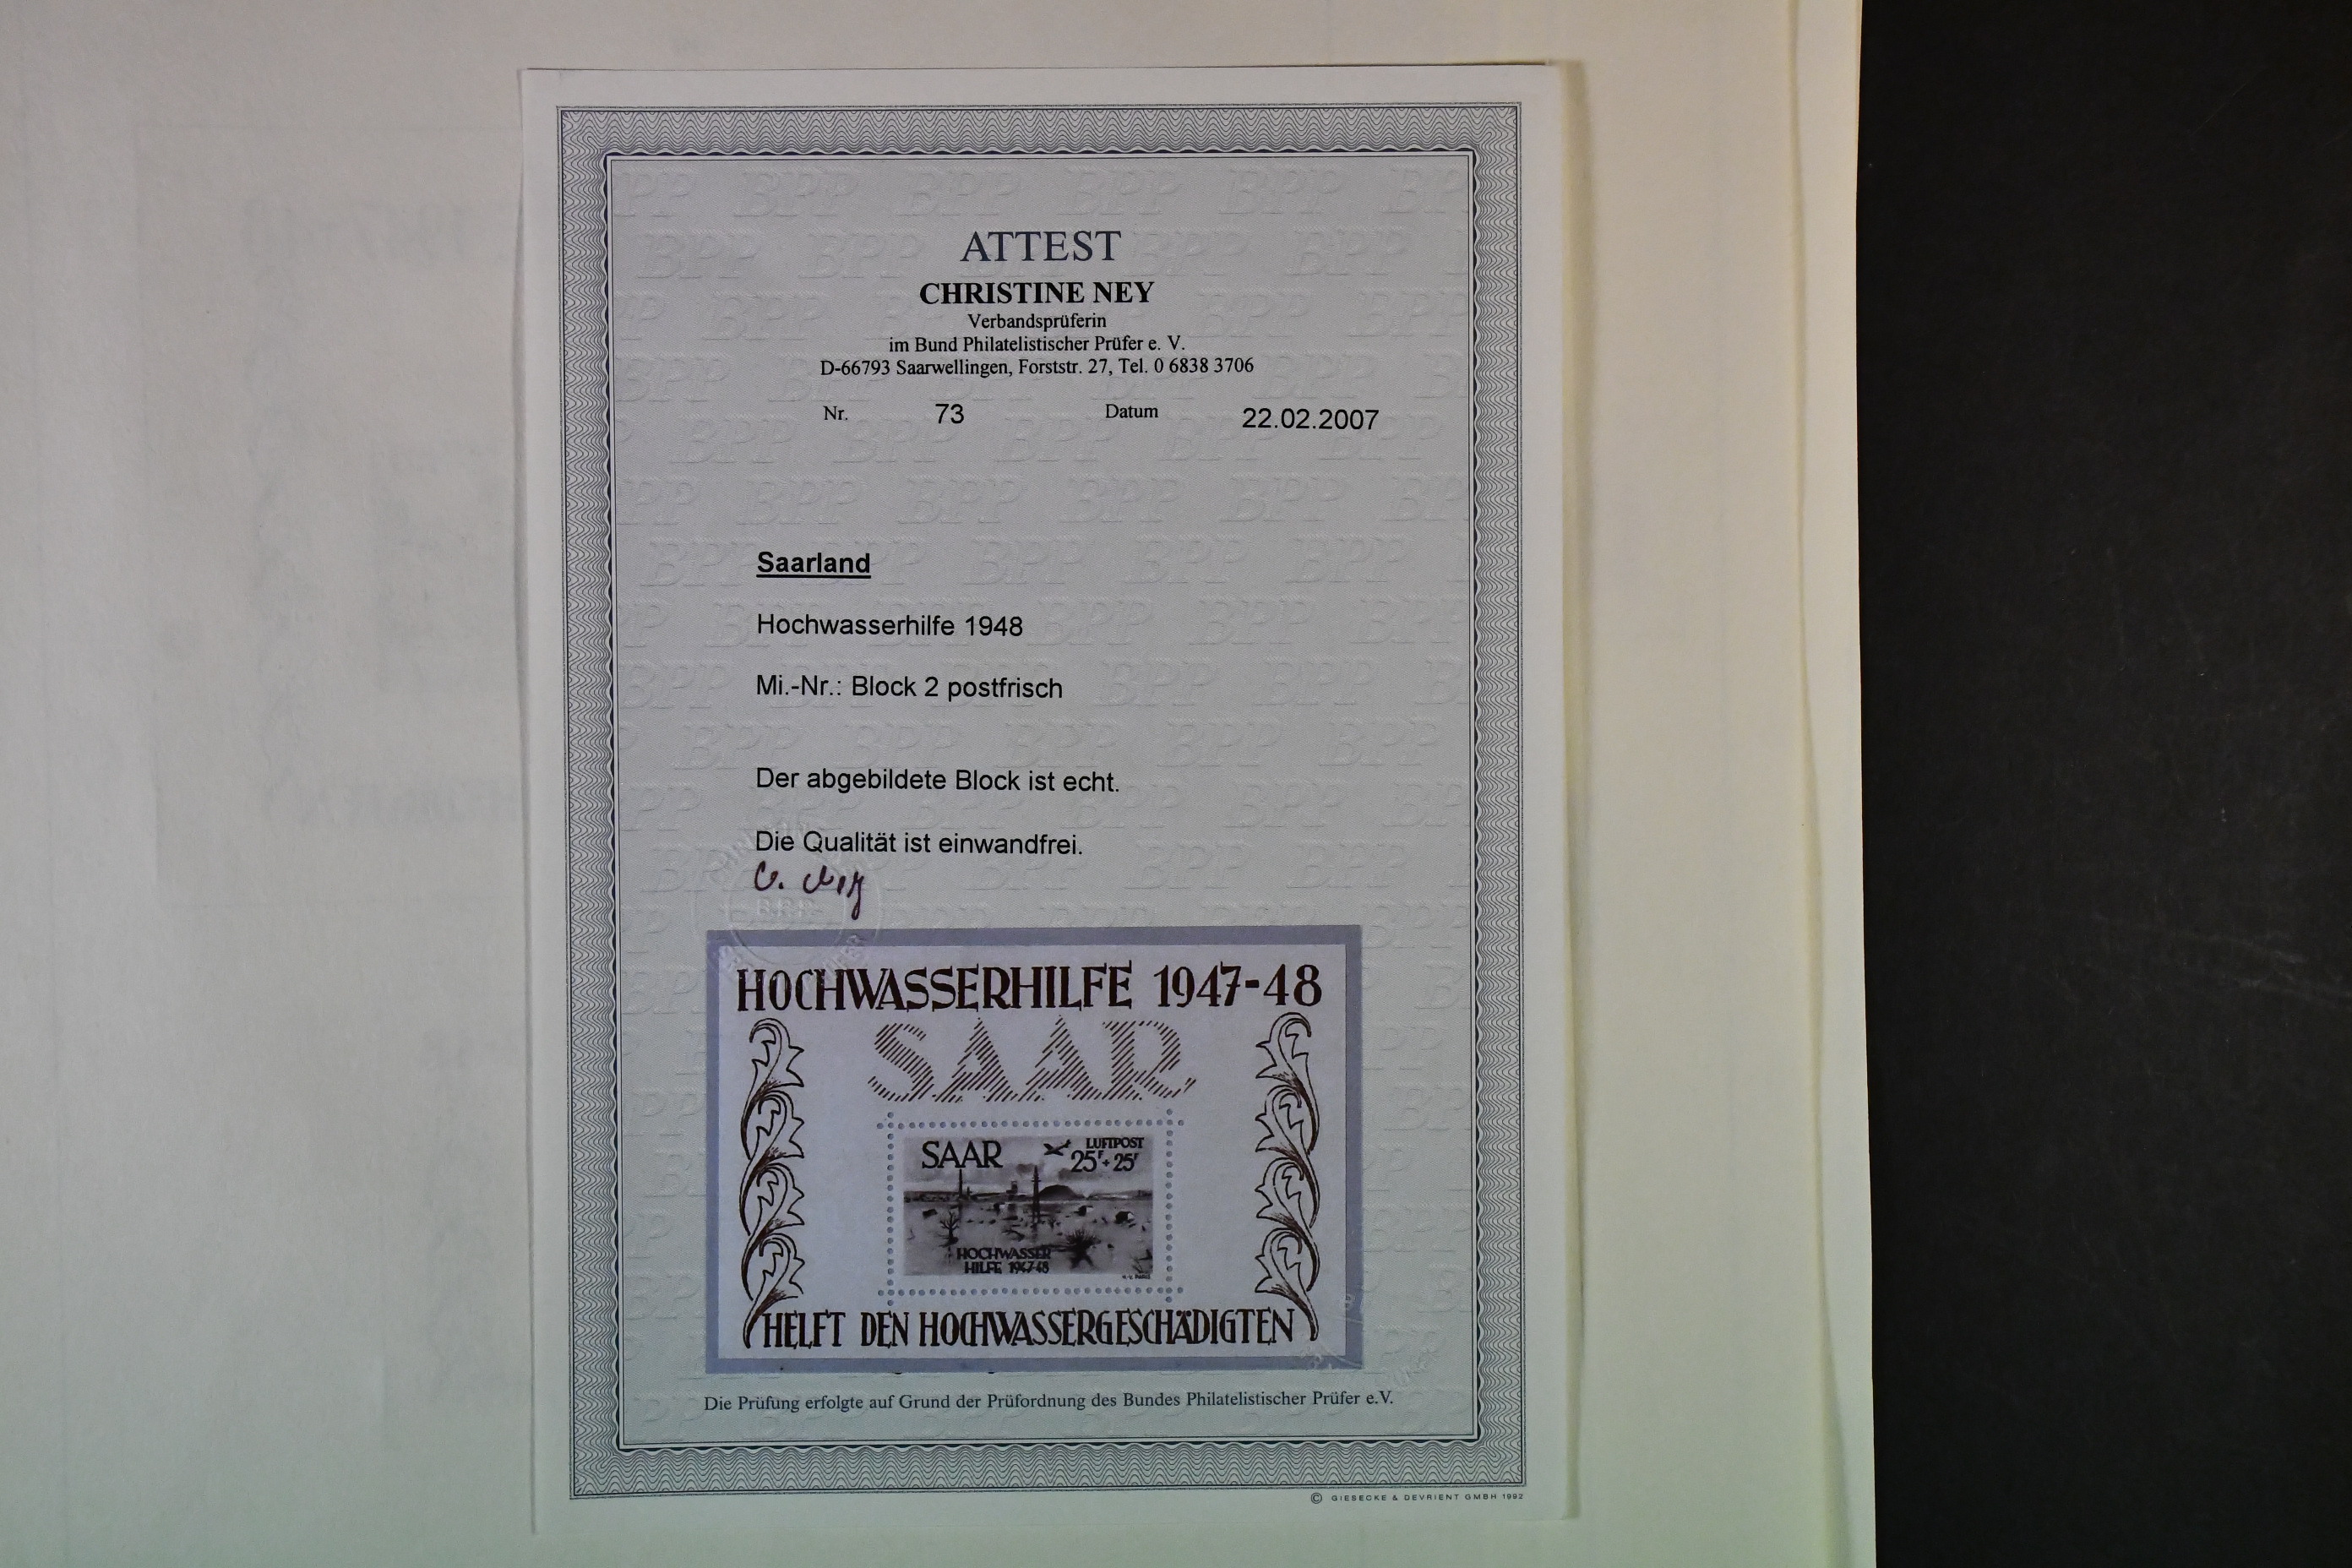 ATTEST
CHRISTINE NEY
Verbandsprüferin
im Bund Philatelistischer Prüfer e. V.
D-66793 Saarwellingen, Forststr. 27, Tel. 0 6838 3706
Nr. 73 Datum 22.02.2007
Saarland
Hochwasserhilfe 1948
Mi.-Nr.: Block 2 postfrisch
Der abgebildete Block ist echt.
Die Qualität ist einwandfrei.
C. Ney
HOCHWASSERHILFE 1947-48
SAAR
SAAR LUFTPOST
25F+25F
HOCHWASSER
HILFE 1947-48
HELFT DEN HOCHWASSERGESCHÄDIGTEN
Die Prüfung erfolgte auf Grund der Prüfordnung des Bundes Philatelistischer Prüfer e.V.
© GIESECKE & DEVRIENT GMBH 1992